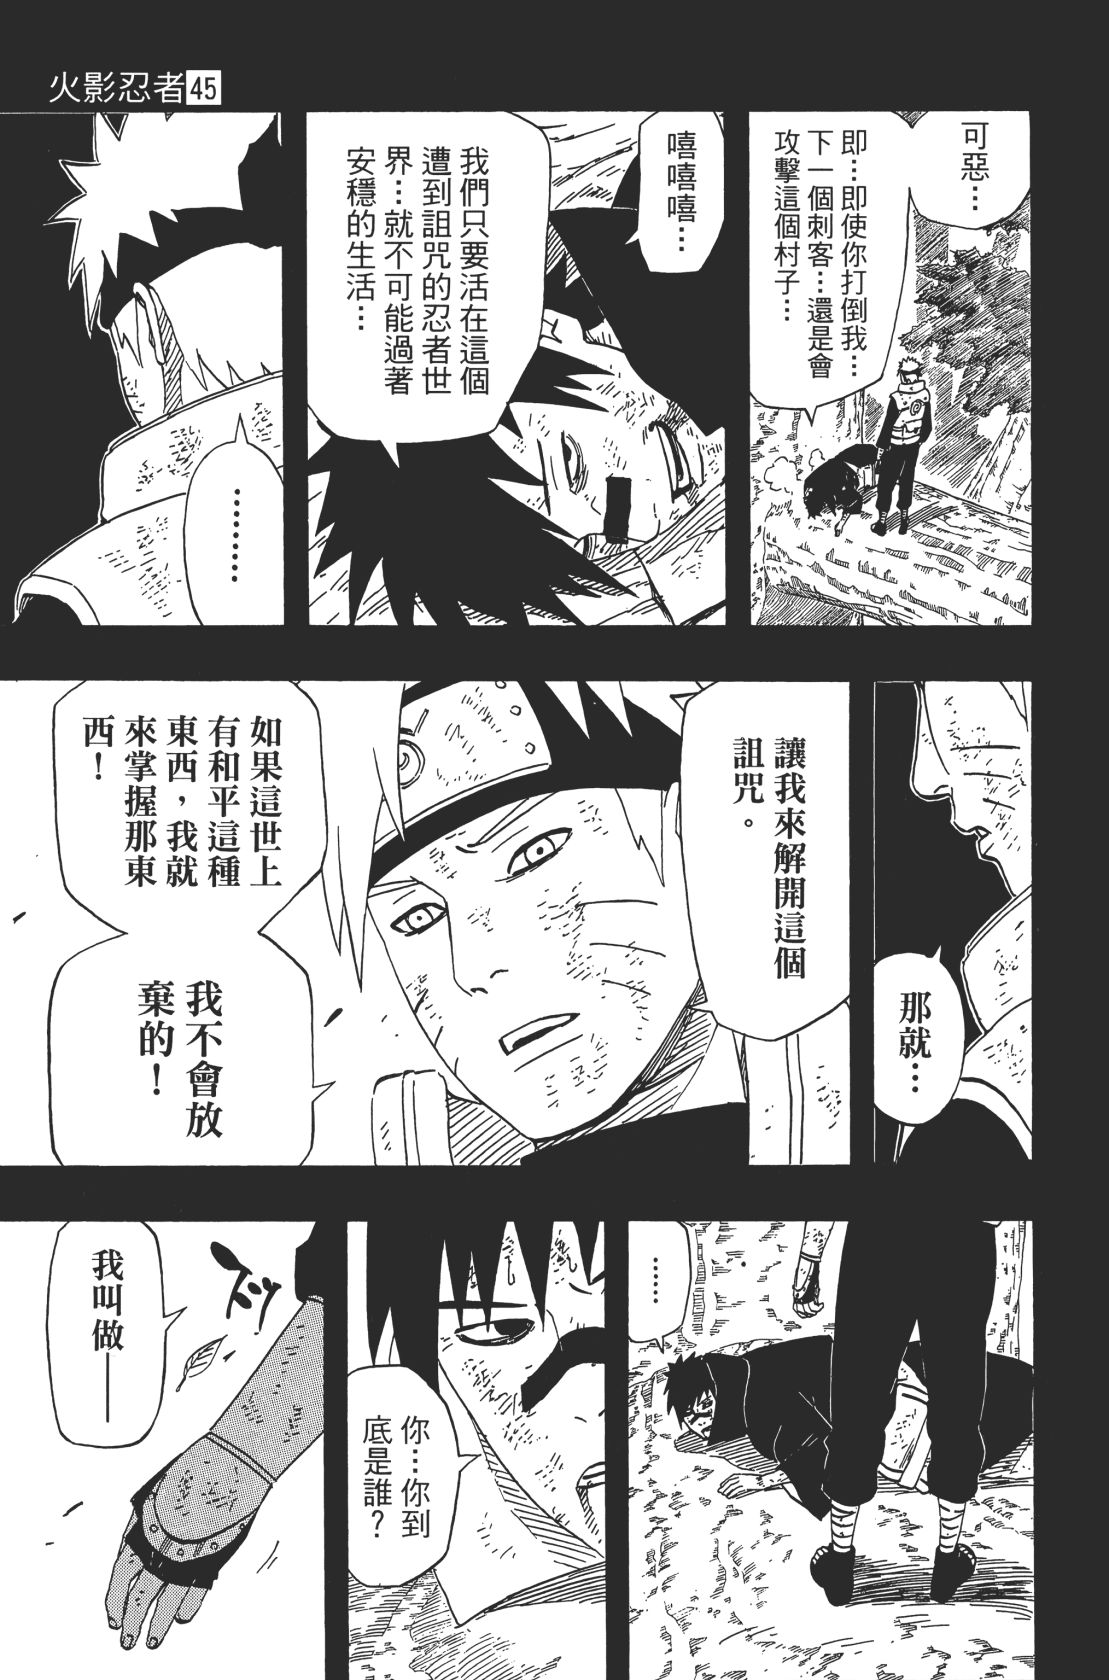 火影忍者45
可惡…
即…即使你打倒我…
下一個刺客…還是會
攻擊這個村子…
嘻嘻嘻…
我們只要活在這個
遭到詛咒的忍者世
界…就不可能過著
安穩的生活…
………
那就…
讓我來解開這個
詛咒。
如果這世上
有和平這種
東西，我就
來掌握那東
西！
我不會放
棄的！
……
你…你到
底是誰？
ドッ
我叫做——